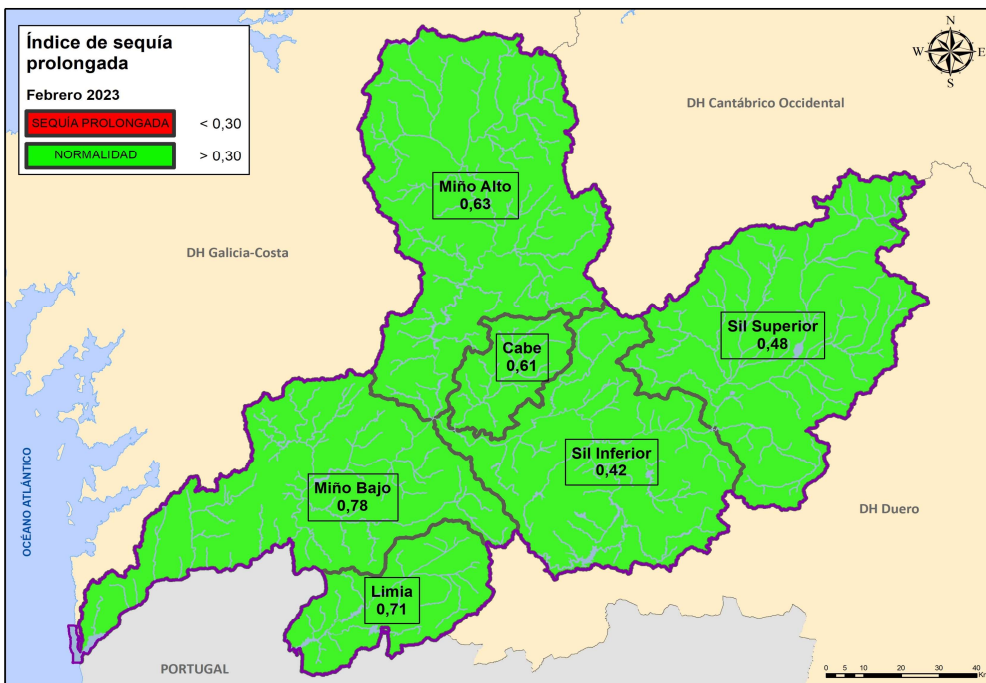 Índice de sequía
prolongada
Febrero 2023
SEQUÍA PROLONGADA < 0,30
NORMALIDAD > 0,30
N
W E
S
DH Cantábrico Occidental
Miño Alto
0,63
DH Galicia-Costa
Sil Superior
0,48
Cabe
0,61
Sil Inferior
0,42
Miño Bajo
0,78
OCÉANO ATLÁNTICO
DH Duero
Limia
0,71
PORTUGAL
0 5 10 20 30 40
Km